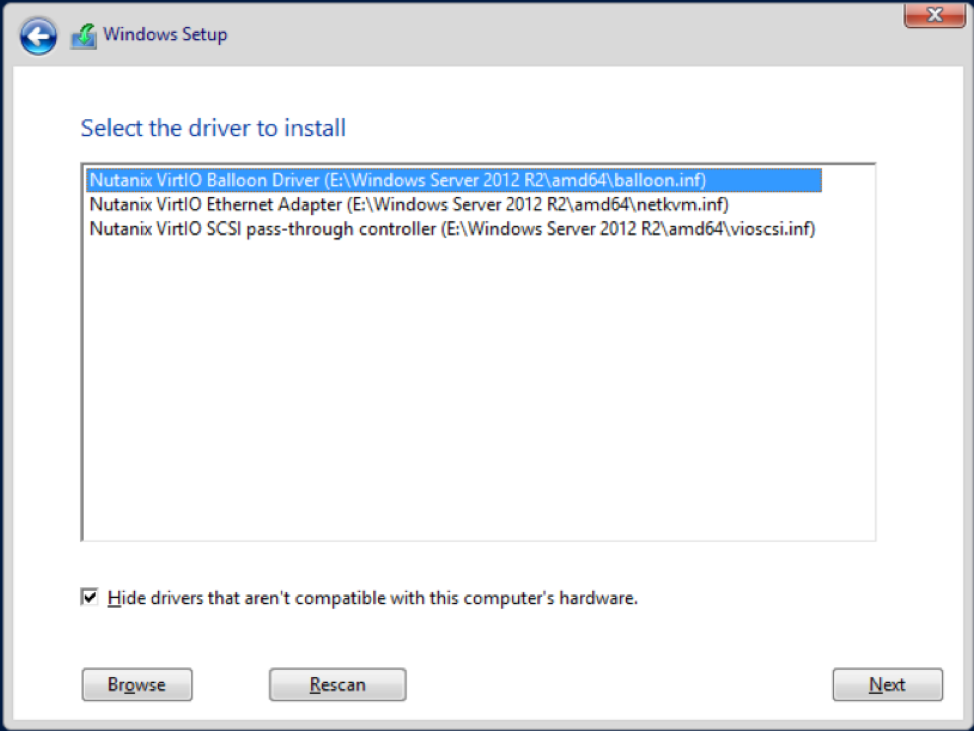 Windows Setup
Select the driver to install
Nutanix VirtIO Balloon Driver (E:\Windows Server 2012 R2\amd64\balloon.inf)
Nutanix VirtIO Ethernet Adapter (E:\Windows Server 2012 R2\amd64\netkvm.inf)
Nutanix VirtIO SCSI pass-through controller (E:\Windows Server 2012 R2\amd64\vioscsi.inf)
Hide drivers that aren't compatible with this computer's hardware.
Browse Rescan Next